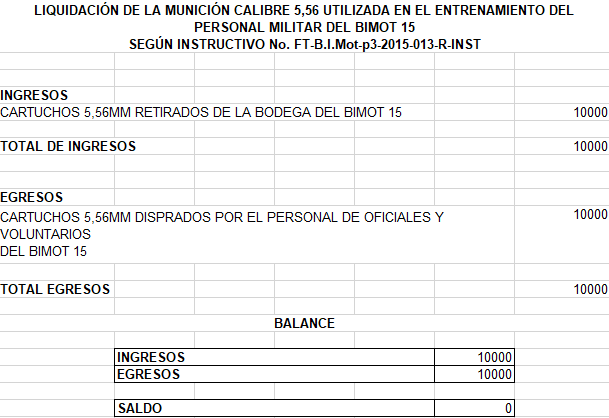 LIQUIDACIÓN DE LA MUNICIÓN CALIBRE 5,56 UTILIZADA EN EL ENTRENAMIENTO DEL
PERSONAL MILITAR DEL BIMOT 15
SEGÚN INSTRUCTIVO No. FT-B.I.Mot-p3-2015-013-R-INST
INGRESOS
CARTUCHOS 5,56MM RETIRADOS DE LA BODEGA DEL BIMOT 15 10000
TOTAL DE INGRESOS 10000
EGRESOS
CARTUCHOS 5,56MM DISPRADOS POR EL PERSONAL DE OFICIALES Y 10000
VOLUNTARIOS
DEL BIMOT 15
TOTAL EGRESOS 10000
BALANCE
INGRESOS 10000
EGRESOS 10000
SALDO 0